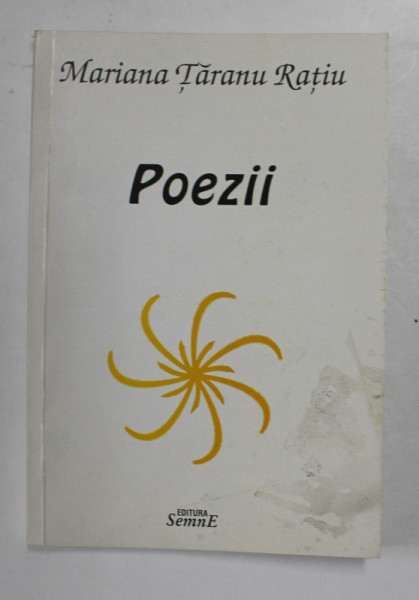 Mariana Țăranu Rațiu
Poezii
EDITURA
SemnE